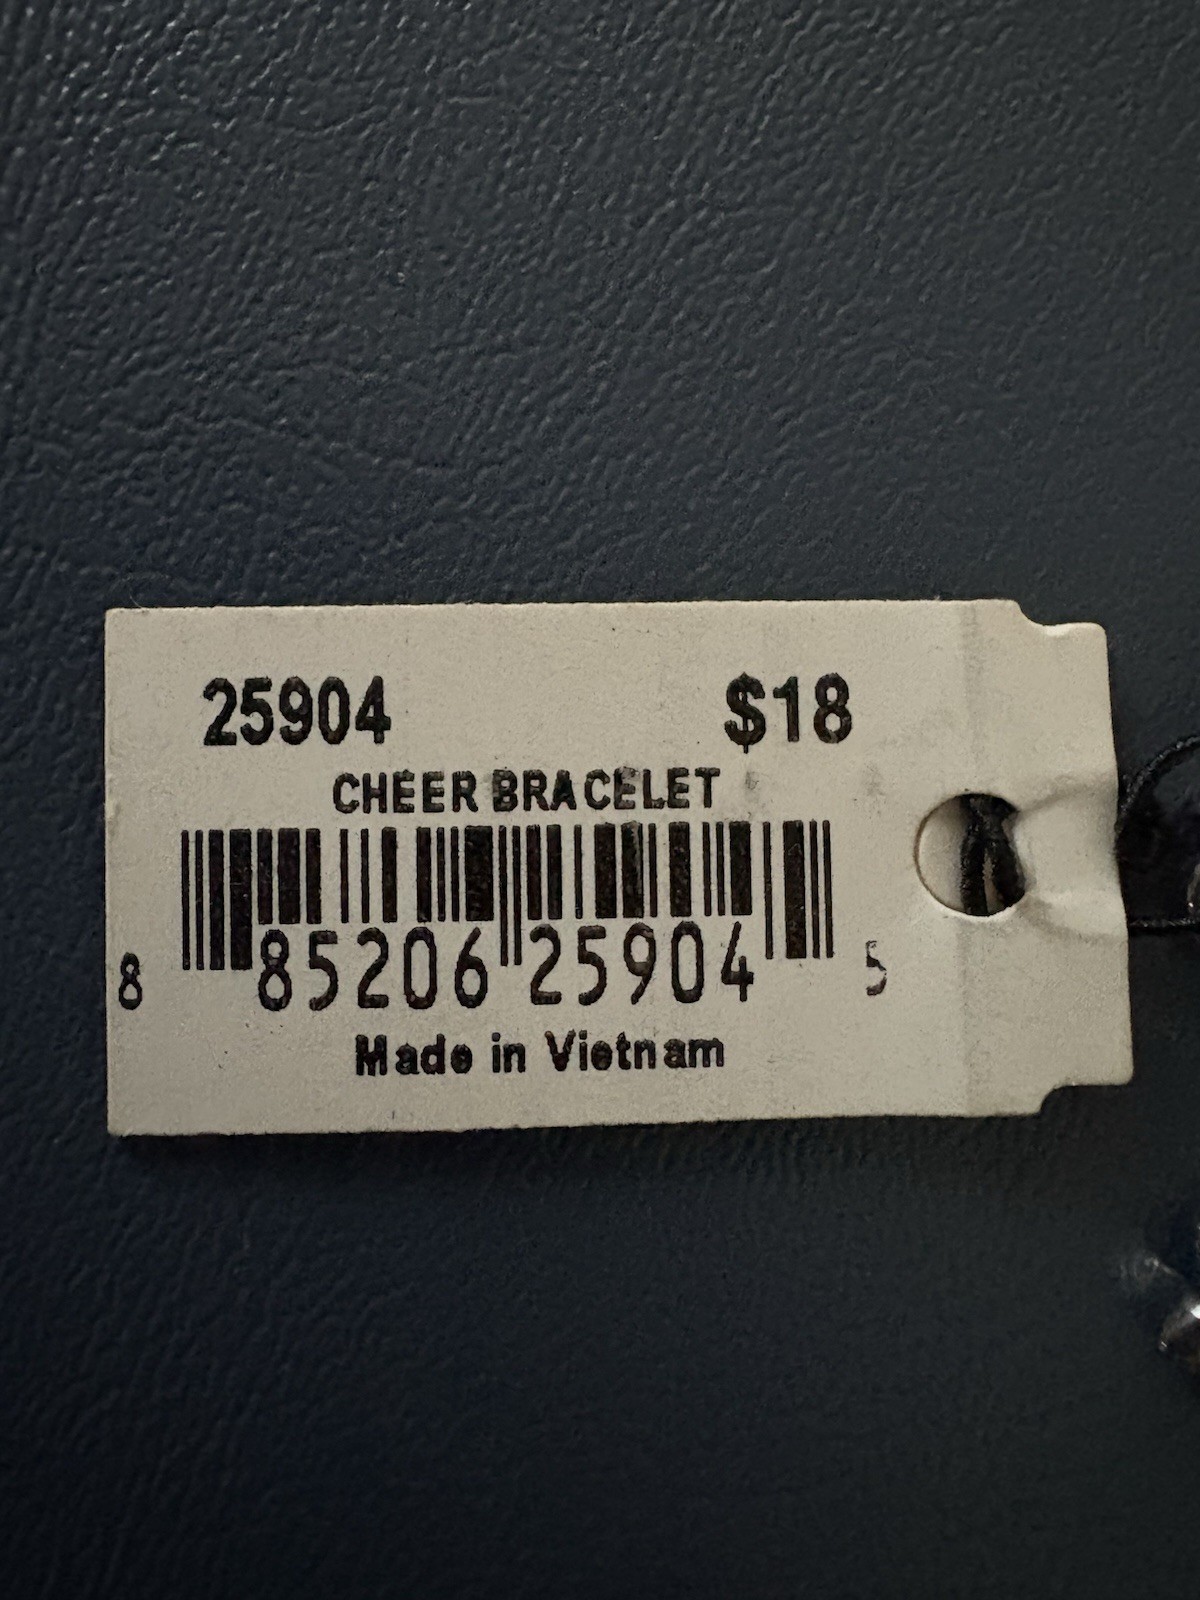 25904 $18
CHEER BRACELET
8 85206 25904 5
Made in Vietnam